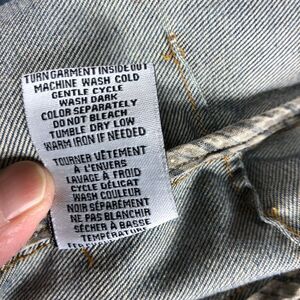 TURN GARMENT INSIDE OUT
MACHINE WASH COLD
GENTLE CYCLE
WASH DARK
COLOR SEPARATELY
DO NOT BLEACH
TUMBLE DRY LOW
WARM IRON IF NEEDED
TOURNER VÊTEMENT
À L'ENVERS
LAVAGE À FROID
CYCLE DÉLICAT
WASH COULEUR
NOIR SÉPARÉMENT
NE PAS BLANCHIR
SÉCHER À BASSE
TEMPÉRATURE